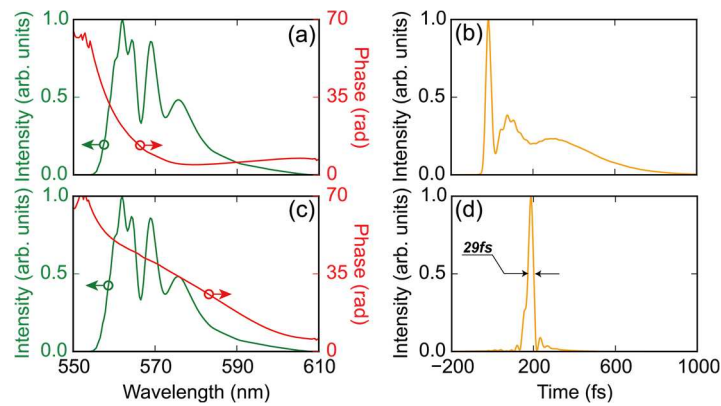 1.0
0.5
0.0
Intensity (arb. units)
(a)
70
35
0
Phase (rad)
1.0
0.5
0.0
Intensity (arb. units)
(b)
1.0
0.5
0.0
Intensity (arb. units)
(c)
70
35
0
Phase (rad)
550 570 590 610
Wavelength (nm)
1.0
0.5
0.0
Intensity (arb. units)
(d)
29fs
−200 200 600 1000
Time (fs)